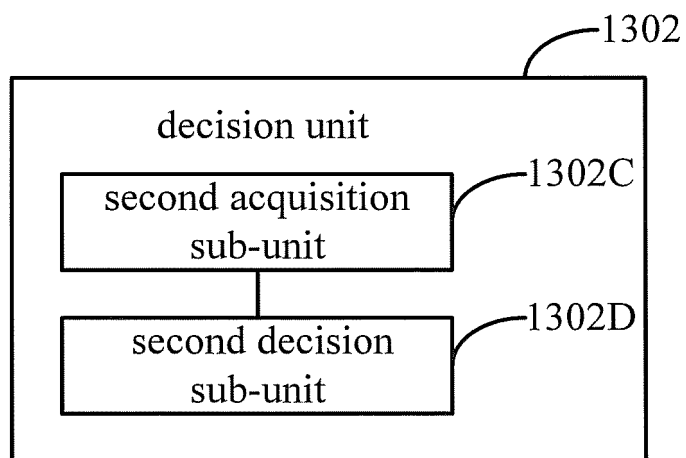 1302
decision unit
second acquisition
sub-unit
1302C
second decision
sub-unit
1302D